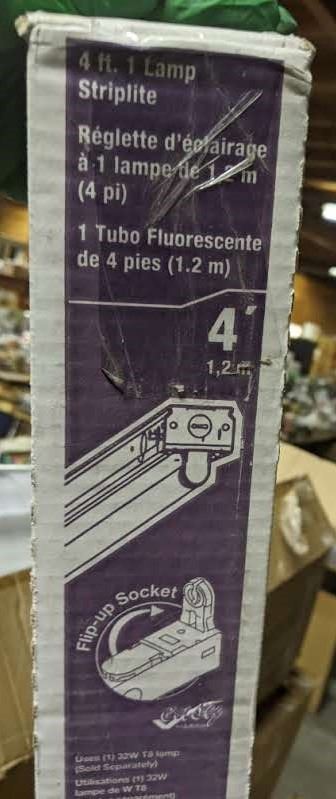 4 ft. 1 Lamp
Striplite
Réglette d'éclairage
à 1 lampe de 1,2 m
(4 pi)
1 Tubo Fluorescente
de 4 pies (1.2 m)
4'
1,2 m
Flip-up Socket
Uses (1) 32W T8 lamp
(Sold Separately)
Utilisations (1) 32W
lampe de W T8